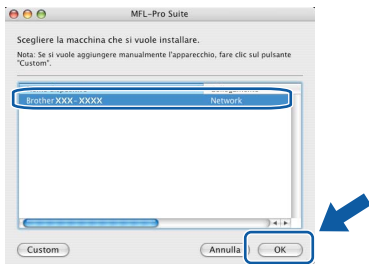 MFL-Pro Suite
Scegliere la macchina che si vuole installare.
Nota: Se si vuole aggiungere manualmente l'apparecchio, fare clic sul pulsante
"Custom".
Brother XXX-XXXX Network
Custom Annulla OK